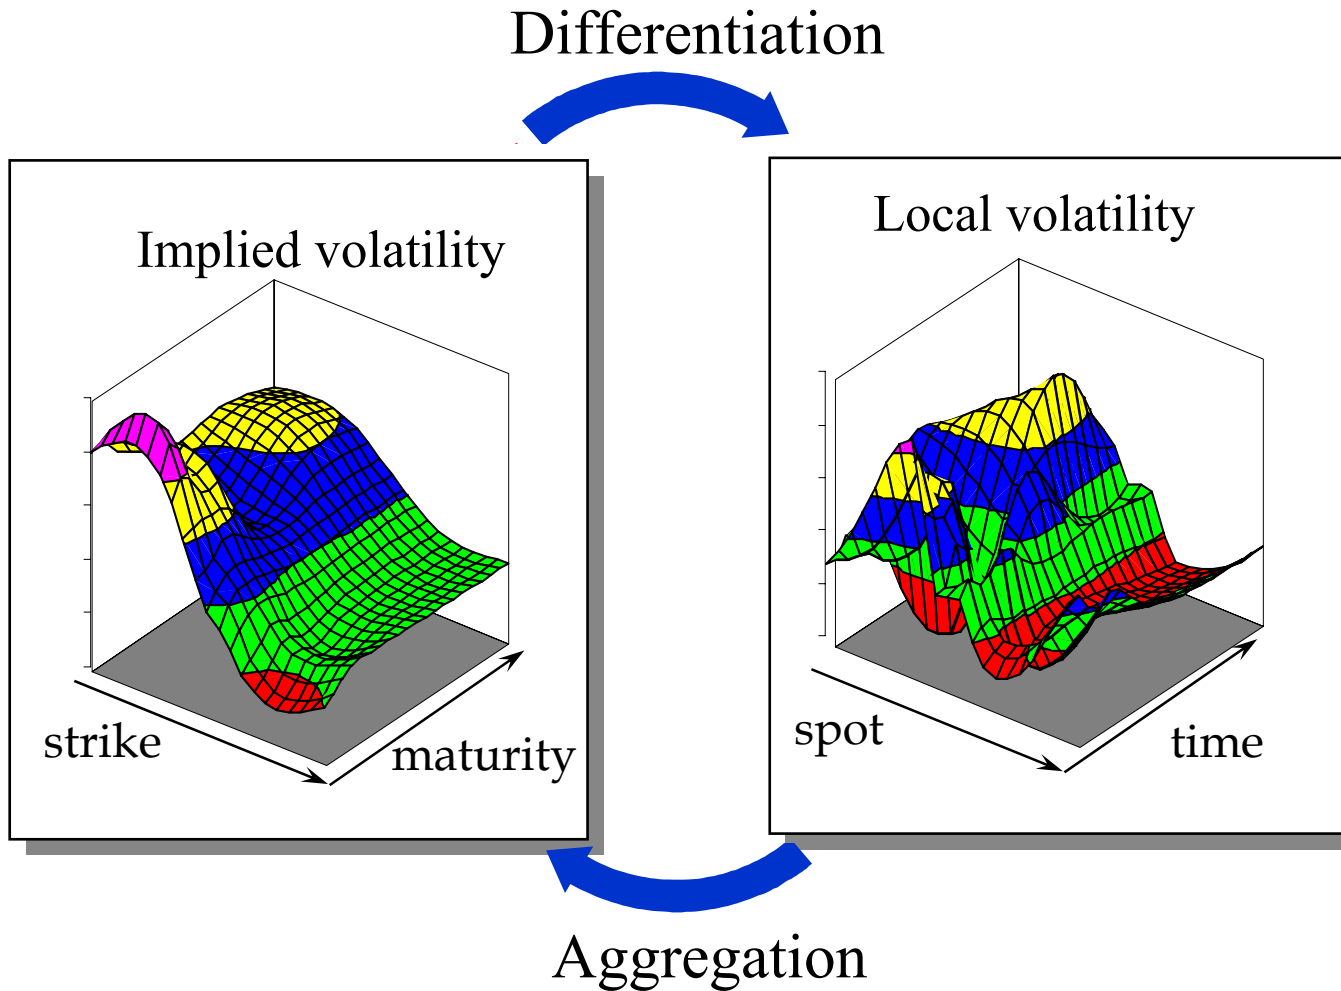 Differentiation
Implied volatility
Local volatility
strike
maturity
spot
time
Aggregation